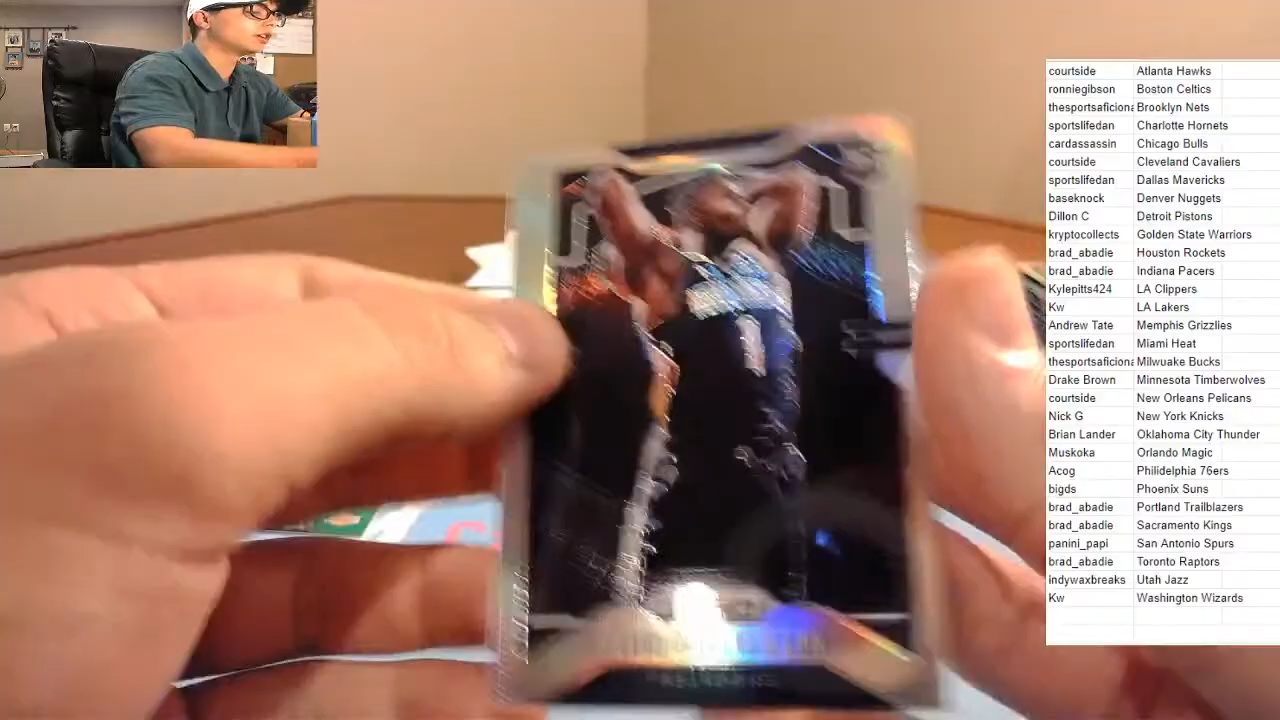 courtside Atlanta Hawks
ronniegibson Boston Celtics
thesportsaficiona Brooklyn Nets
sportslifedan Charlotte Hornets
cardassassin Chicago Bulls
courtside Cleveland Cavaliers
sportslifedan Dallas Mavericks
baseknock Denver Nuggets
Dillon C Detroit Pistons
kryptocollects Golden State Warriors
brad_abadie Houston Rockets
brad_abadie Indiana Pacers
Kylepitts424 LA Clippers
Kw LA Lakers
Andrew Tate Memphis Grizzlies
sportslifedan Miami Heat
thesportsaficiona Milwuake Bucks
Drake Brown Minnesota Timberwolves
courtside New Orleans Pelicans
Nick G New York Knicks
Brian Lander Oklahoma City Thunder
Muskoka Orlando Magic
Acog Philidelphia 76ers
bigds Phoenix Suns
brad_abadie Portland Trailblazers
brad_abadie Sacramento Kings
panini_papi San Antonio Spurs
brad_abadie Toronto Raptors
indywaxbreaks Utah Jazz
Kw Washington Wizards